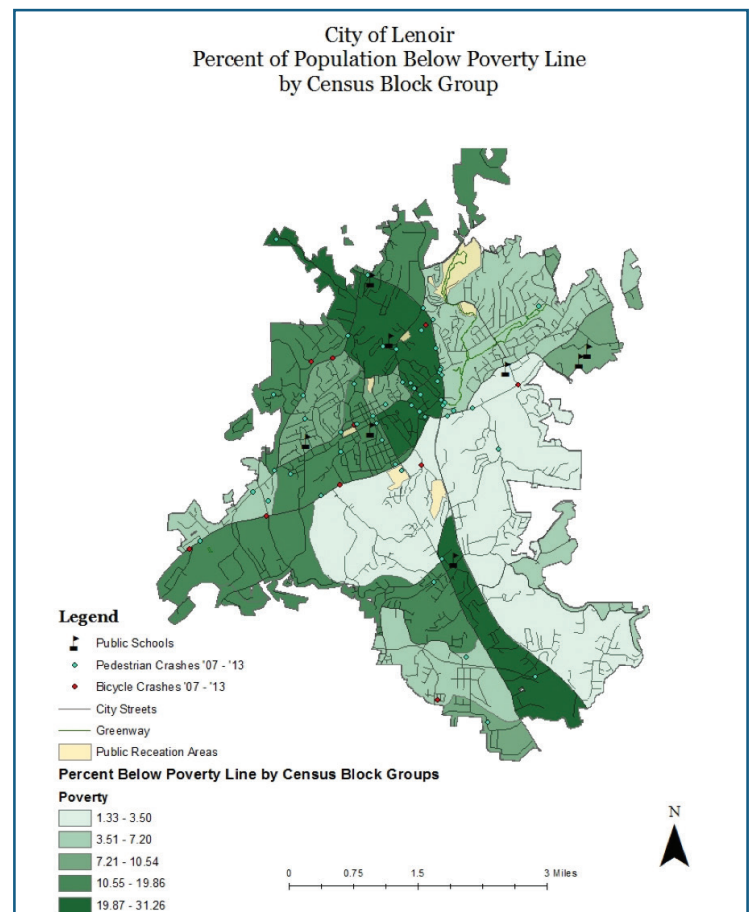 City of Lenoir
Percent of Population Below Poverty Line
by Census Block Group
Legend
Public Schools
Pedestrian Crashes '07 - '13
Bicycle Crashes '07 - '13
City Streets
Greenway
Public Receation Areas
Percent Below Poverty Line by Census Block Groups
Poverty
1.33 - 3.50
3.51 - 7.20
7.21 - 10.54
10.55 - 19.86
19.87 - 31.26
N
0 0.75 1.5 3 Miles